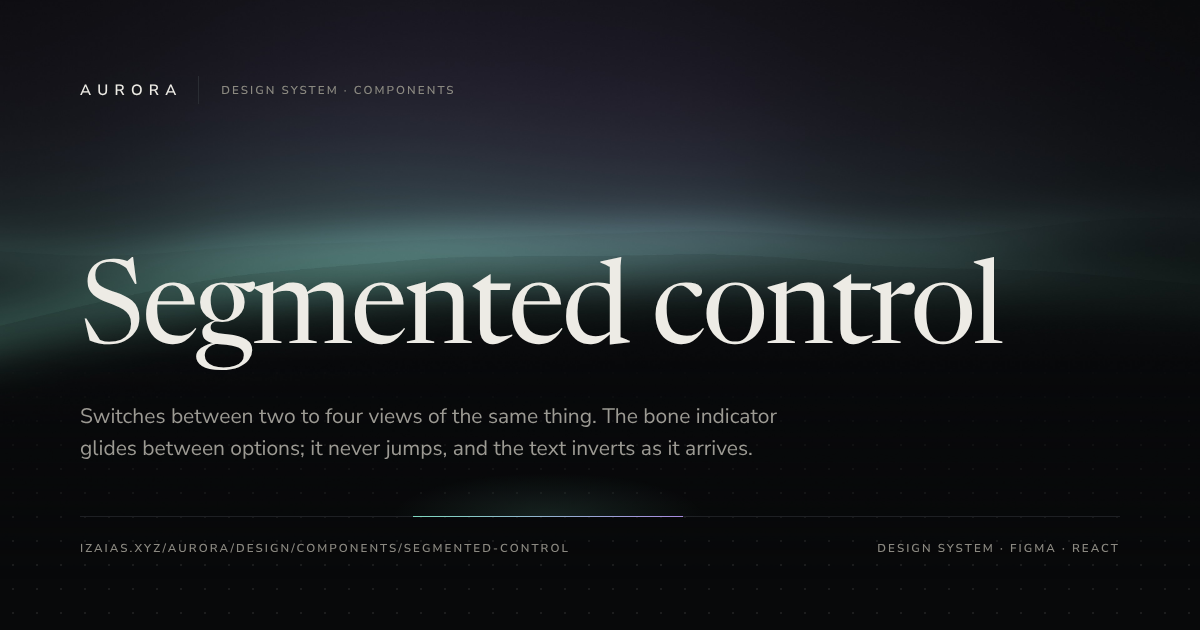 AURORA
DESIGN SYSTEM · COMPONENTS
Segmented control
Switches between two to four views of the same thing. The bone indicator
glides between options; it never jumps, and the text inverts as it arrives.
IZAIAS.XYZ/AURORA/DESIGN/COMPONENTS/SEGMENTED-CONTROL
DESIGN SYSTEM · FIGMA · REACT